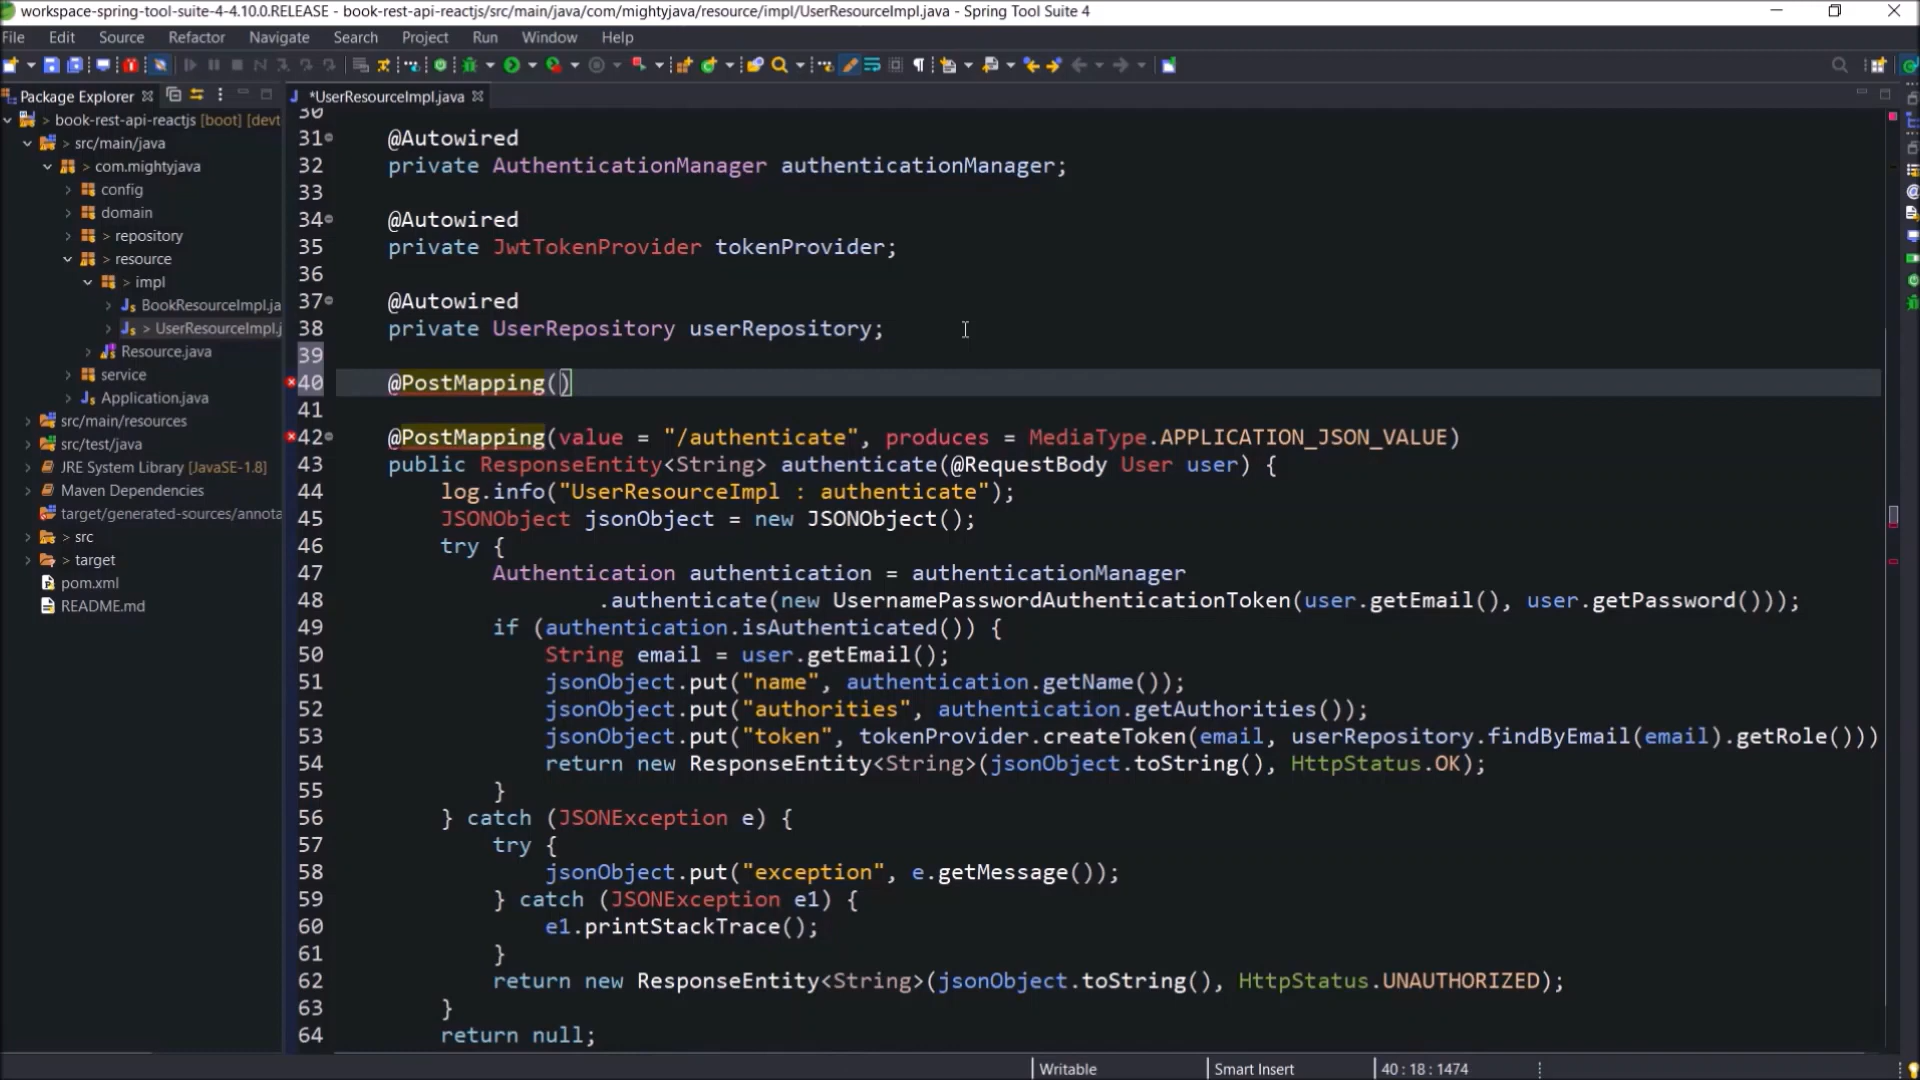 workspace-spring-tool-suite-4-4.10.0.RELEASE - book-rest-api-reactjs/src/main/java/com/mightyjava/resource/impl/UserResourceImpl.java - Spring Tool Suite 4
File Edit Source Refactor Navigate Search Project Run Window Help
Package Explorer
*UserResourceImpl.java
> book-rest-api-reactjs [boot] [devt
src/main/java
> com.mightyjava
config
domain
> repository
> resource
> impl
BookResourceImpl.ja
> UserResourceImpl.j
Resource.java
service
Application.java
src/main/resources
src/test/java
JRE System Library [JavaSE-1.8]
Maven Dependencies
target/generated-sources/annota
> src
> target
pom.xml
README.md
30
31 @Autowired
32 private AuthenticationManager authenticationManager;
33
34 @Autowired
35 private JwtTokenProvider tokenProvider;
36
37 @Autowired
38 private UserRepository userRepository;
39
40 @PostMapping()
41
42 @PostMapping(value = "/authenticate", produces = MediaType.APPLICATION_JSON_VALUE)
43 public ResponseEntity<String> authenticate(@RequestBody User user) {
44 log.info("UserResourceImpl : authenticate");
45 JSONObject jsonObject = new JSONObject();
46 try {
47 Authentication authentication = authenticationManager
48 .authenticate(new UsernamePasswordAuthenticationToken(user.getEmail(), user.getPassword()));
49 if (authentication.isAuthenticated()) {
50 String email = user.getEmail();
51 jsonObject.put("name", authentication.getName());
52 jsonObject.put("authorities", authentication.getAuthorities());
53 jsonObject.put("token", tokenProvider.createToken(email, userRepository.findByEmail(email).getRole()))
54 return new ResponseEntity<String>(jsonObject.toString(), HttpStatus.OK);
55 }
56 } catch (JSONException e) {
57 try {
58 jsonObject.put("exception", e.getMessage());
59 } catch (JSONException e1) {
60 e1.printStackTrace();
61 }
62 return new ResponseEntity<String>(jsonObject.toString(), HttpStatus.UNAUTHORIZED);
63 }
64 return null;
Writable Smart Insert 40 : 18 : 1474